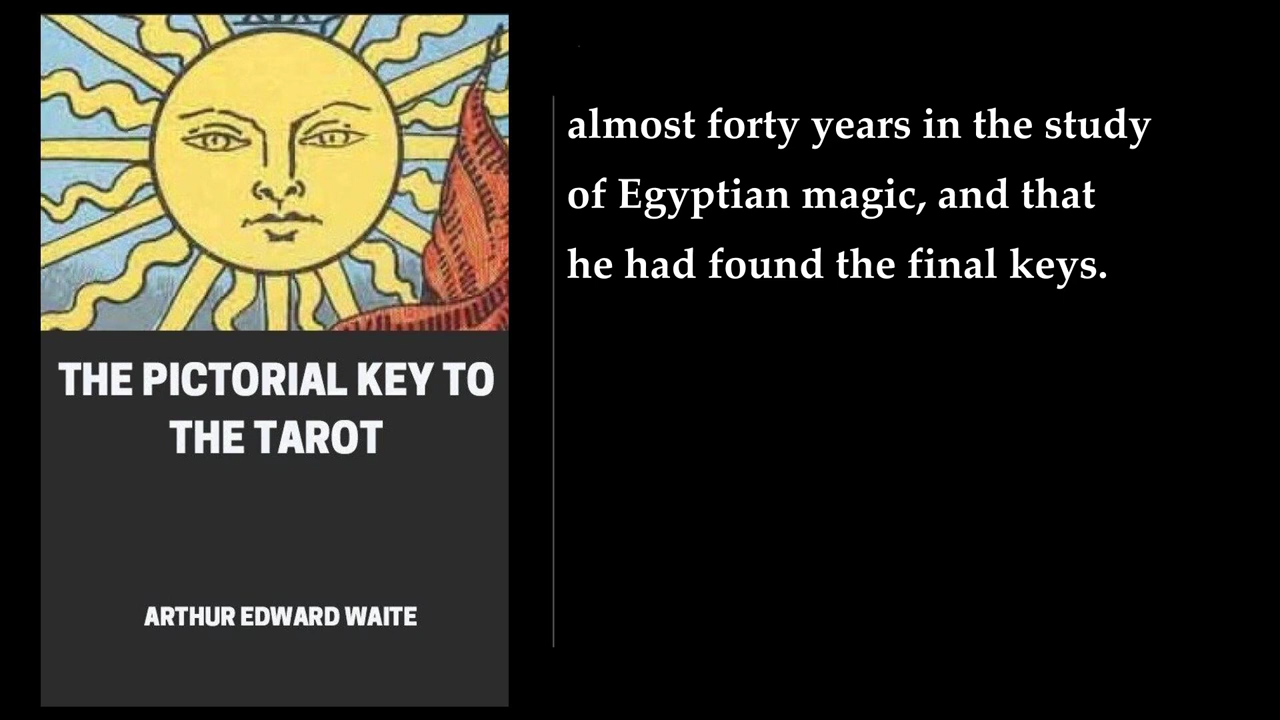 THE PICTORIAL KEY TO
THE TAROT
ARTHUR EDWARD WAITE
almost forty years in the study
of Egyptian magic, and that
he had found the final keys.